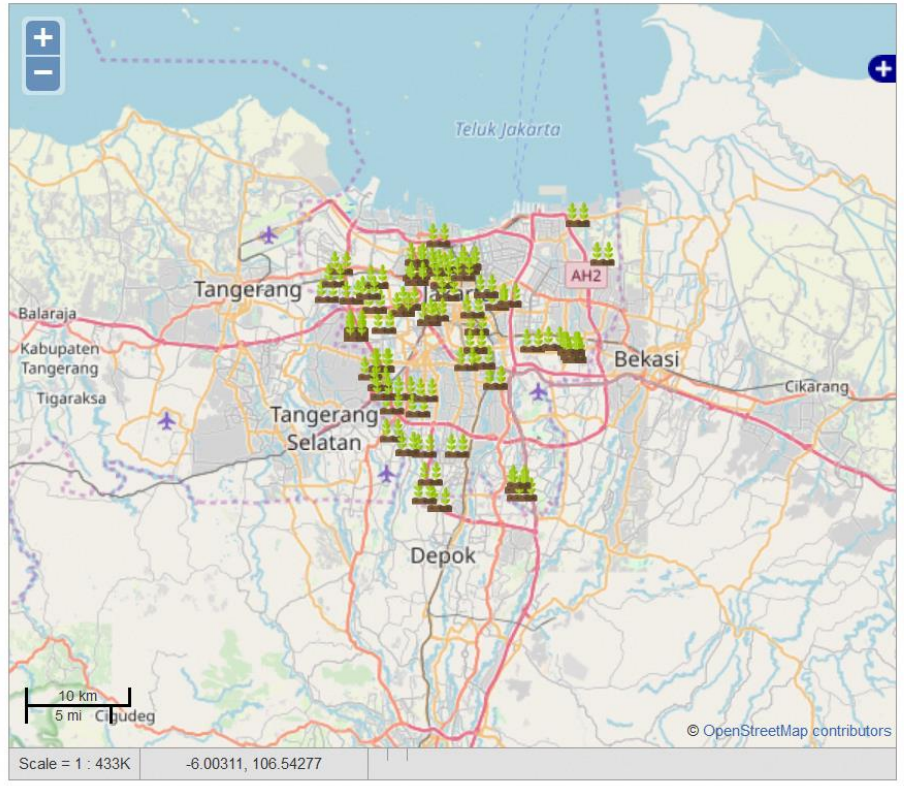 +
−
+
Teluk Jakarta
AH2
Tangerang
Balaraja
Kabupaten
Tangerang
Bekasi
Cikarang
Tigaraksa
Tangerang
Selatan
Depok
10 km
5 mi
Cigudeg
© OpenStreetMap contributors
Scale = 1 : 433K
-6.00311, 106.54277